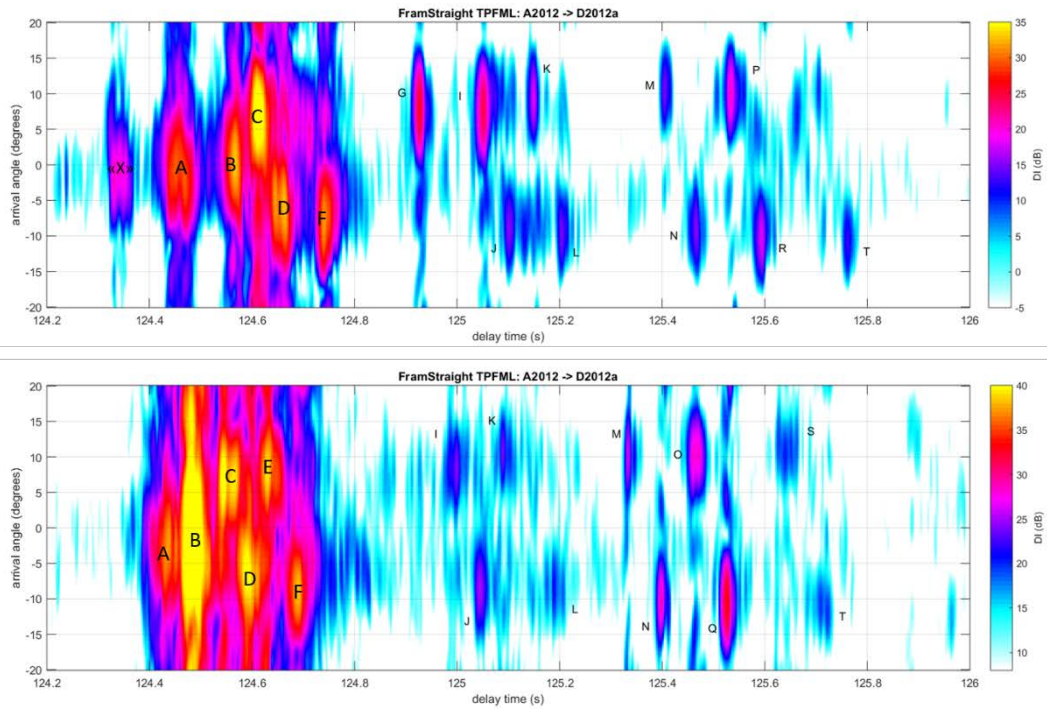 FramStraight TPFML: A2012 -> D2012a
20
15
10
5
0
-5
-10
-15
-20
arrival angle (degrees)
«X»
A
B
C
D
F
G
I
K
J
L
M
P
N
R
T
124.2
124.4
124.6
124.8
125
125.2
125.4
125.6
125.8
126
delay time (s)
35
30
25
20
15
10
5
0
-5
DI (dB)
FramStraight TPFML: A2012 -> D2012a
20
15
10
5
0
-5
-10
-15
-20
arrival angle (degrees)
A
B
C
E
D
F
I
K
J
L
M
O
S
N
Q
T
124.2
124.4
124.6
124.8
125
125.2
125.4
125.6
125.8
126
delay time (s)
40
35
30
25
20
15
10
DI (dB)